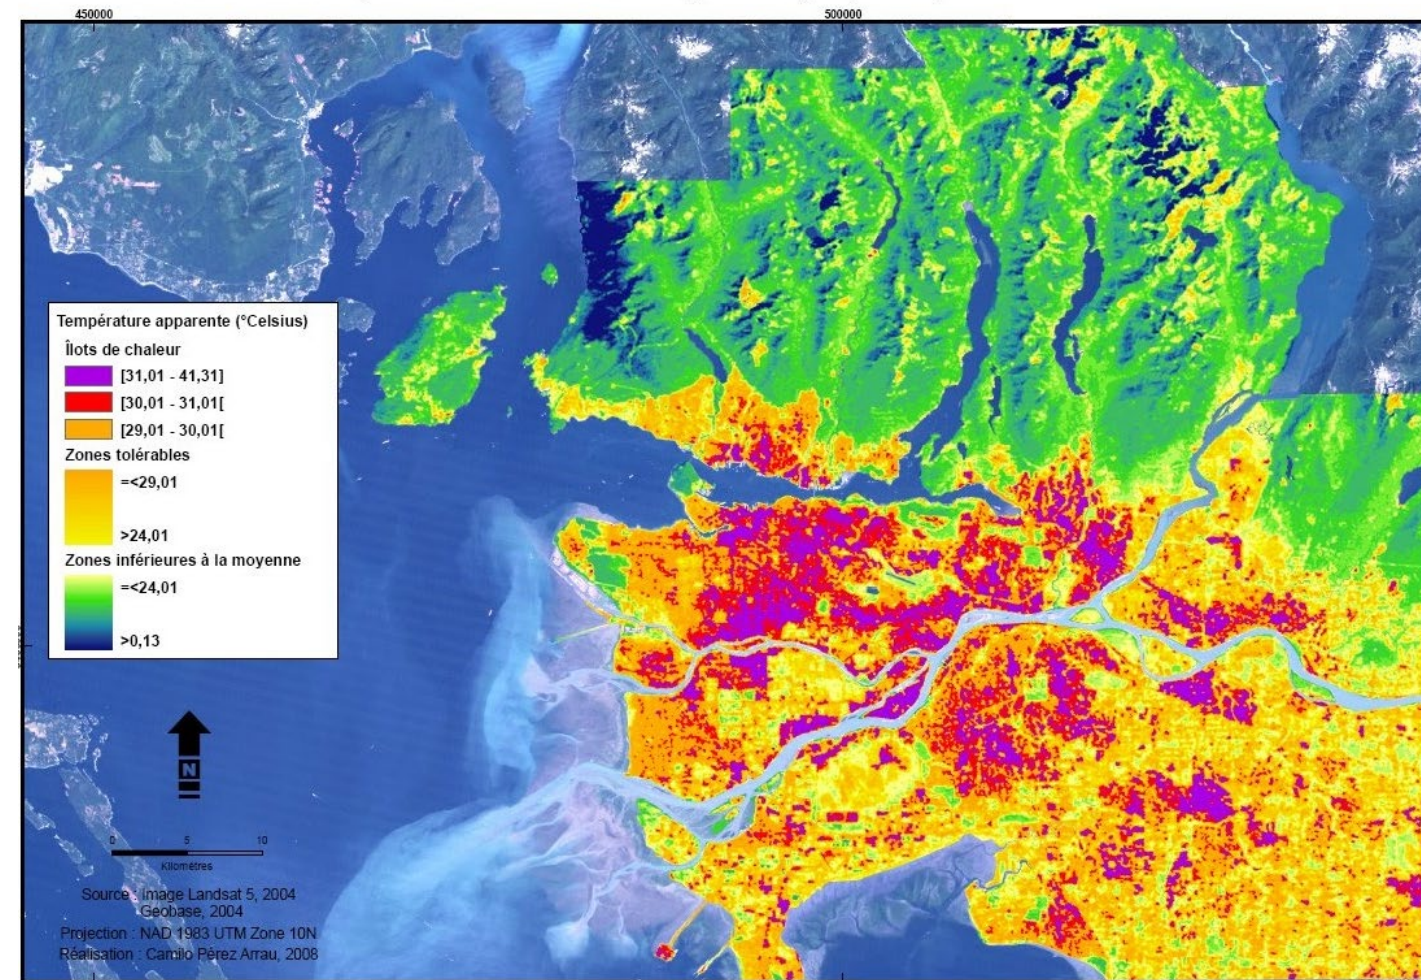 450000
500000
Température apparente (°Celsius)
Îlots de chaleur
[31,01 - 41,31]
[30,01 - 31,01[
[29,01 - 30,01[
Zones tolérables
=<29,01
>24,01
Zones inférieures à la moyenne
=<24,01
>0,13
N
0 5 10
Kilomètres
Source : Image Landsat 5, 2004
Geobase, 2004
Projection : NAD 1983 UTM Zone 10N
Réalisation : Camilo Pérez Arrau, 2008